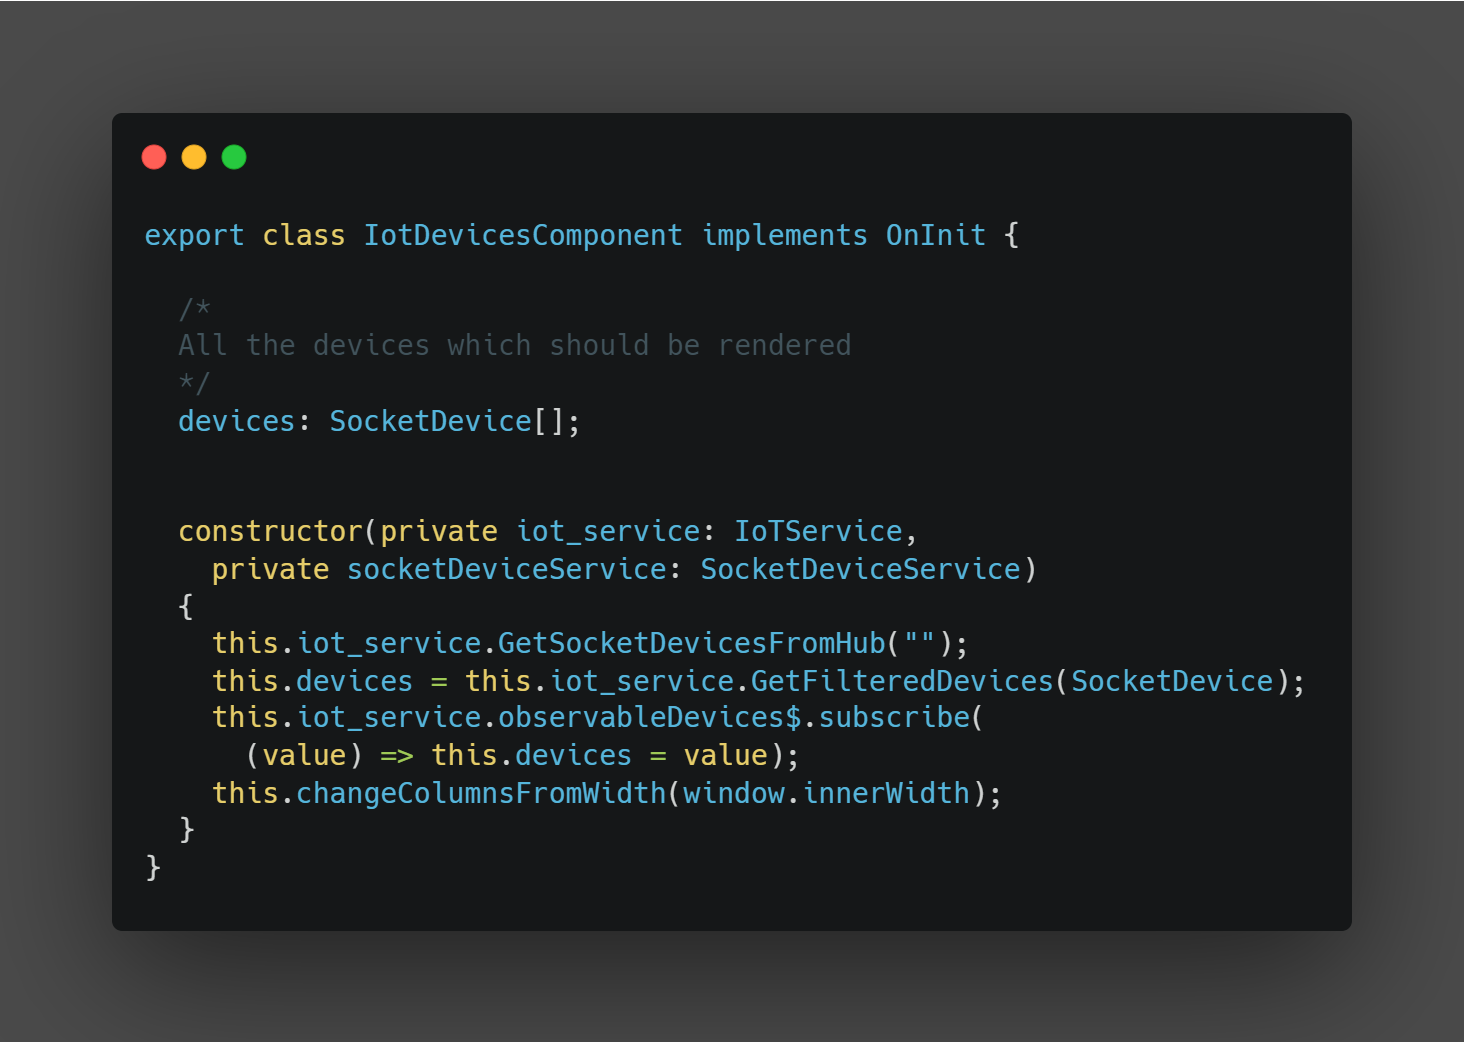 export class IotDevicesComponent implements OnInit {
/*
All the devices which should be rendered
*/
devices: SocketDevice[];
constructor(private iot_service: IoTService,
private socketDeviceService: SocketDeviceService)
{
this.iot_service.GetSocketDevicesFromHub("");
this.devices = this.iot_service.GetFilteredDevices(SocketDevice);
this.iot_service.observableDevices$.subscribe(
(value) => this.devices = value);
this.changeColumnsFromWidth(window.innerWidth);
}
}